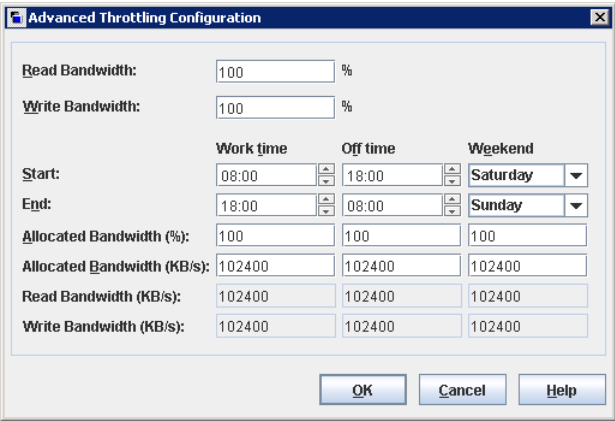 Advanced Throttling Configuration
Read Bandwidth: 100 %
Write Bandwidth: 100 %
Work time Off time Weekend
Start: 08:00 18:00 Saturday
End: 18:00 08:00 Sunday
Allocated Bandwidth (%): 100 100 100
Allocated Bandwidth (KB/s): 102400 102400 102400
Read Bandwidth (KB/s): 102400 102400 102400
Write Bandwidth (KB/s): 102400 102400 102400
OK Cancel Help